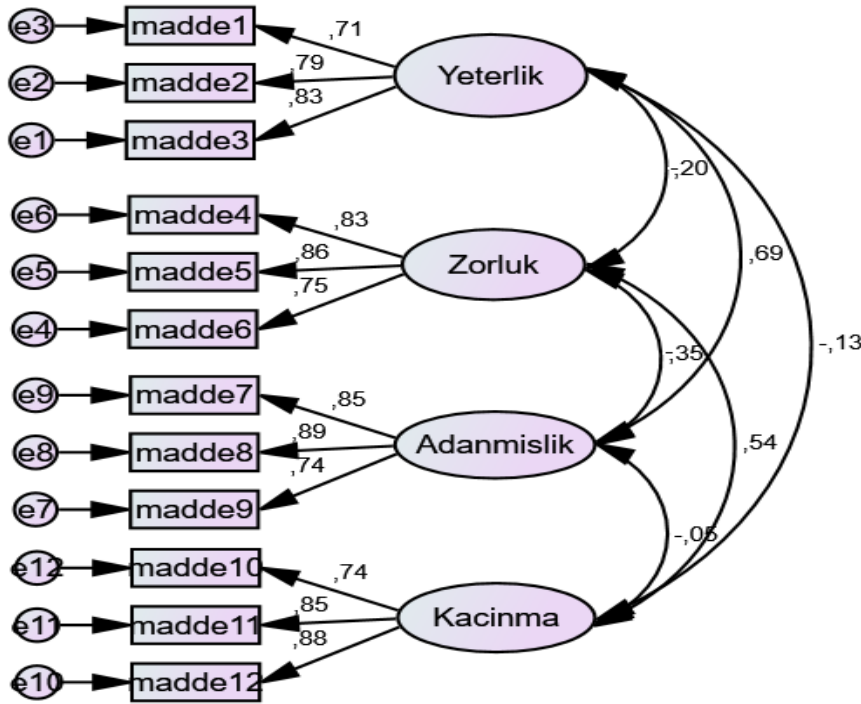 e3 madde1 ,71
e2 madde2 ,79 Yeterlik
e1 madde3 ,83
-,20
e6 madde4 ,83
e5 madde5 ,86 Zorluk ,69
e4 madde6 ,75
-,35 -,13
e9 madde7 ,85
e8 madde8 ,89 Adanmislik ,54
e7 madde9 ,74
-,05
e12 madde10 ,74
e11 madde11 ,85 Kacinma
e10 madde12 ,88